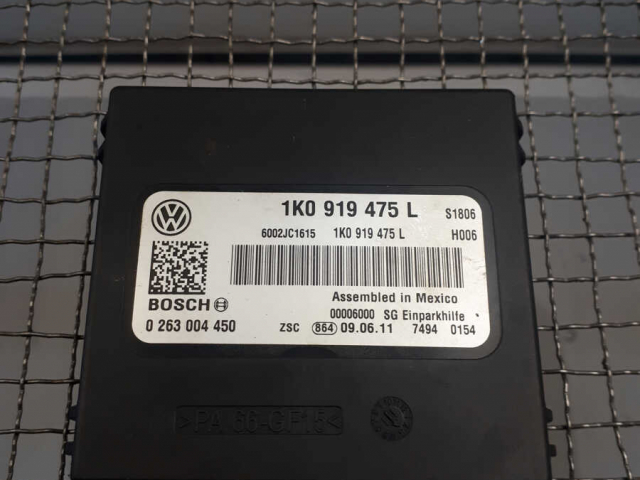 1K0 919 475 L S1806
6002JC1615 1K0 919 475 L H006
BOSCH Assembled in Mexico
00006000 SG Einparkhilfe
0 263 004 450 ZSC 864 09.06.11 7494 0154
>PA 66-GF15<